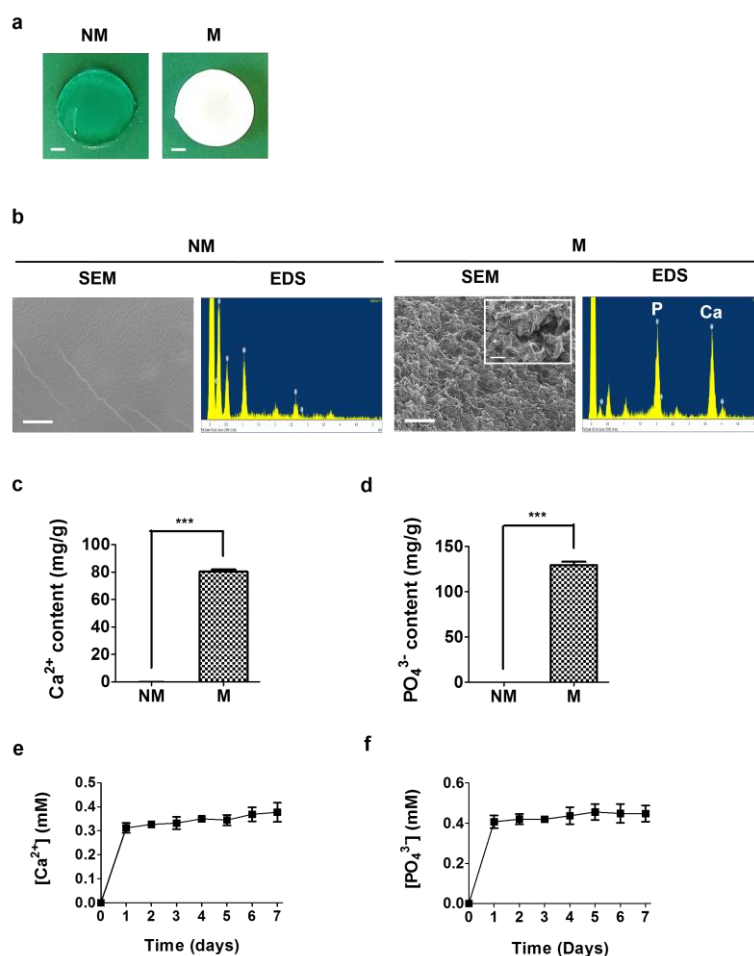 a
NM M
b
NM M
SEM EDS SEM EDS
P Ca
c
Ca²⁺ content (mg/g)
100
80
60
40
20
0
***
NM M
d
PO₄³⁻ content (mg/g)
150
100
50
0
***
NM M
e
[Ca²⁺] (mM)
0.5
0.4
0.3
0.2
0.1
0.0
0 1 2 3 4 5 6 7
Time (days)
f
[PO₄³⁻] (mM)
0.6
0.4
0.2
0.0
0 1 2 3 4 5 6 7
Time (Days)